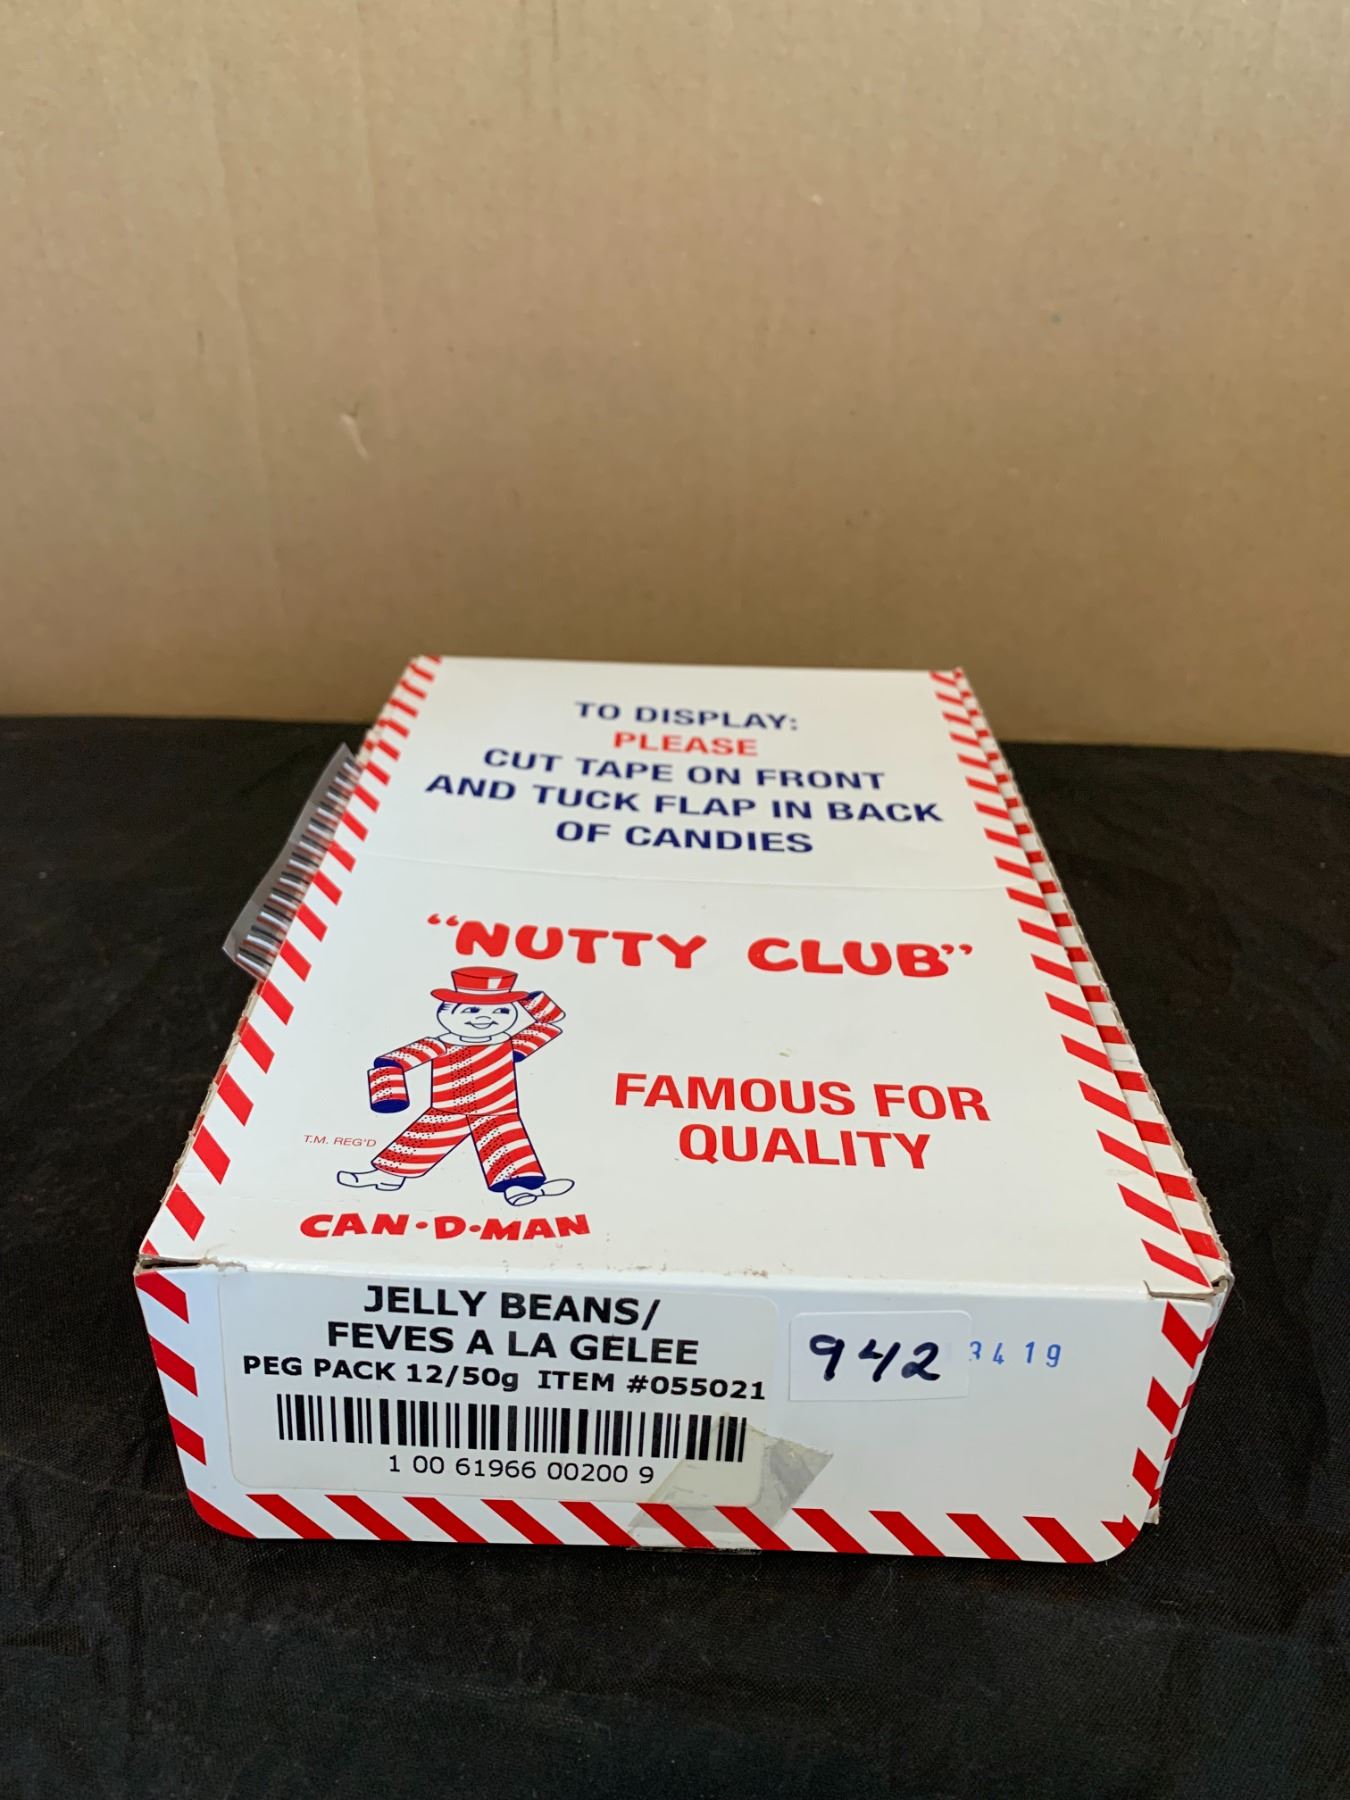 TO DISPLAY:
PLEASE
CUT TAPE ON FRONT
AND TUCK FLAP IN BACK
OF CANDIES
"NUTTY CLUB"
FAMOUS FOR
QUALITY
T.M. REG'D
CAN·D·MAN
JELLY BEANS/
FEVES A LA GELEE
PEG PACK 12/50g ITEM #055021
1 00 61966 00200 9
942
3419